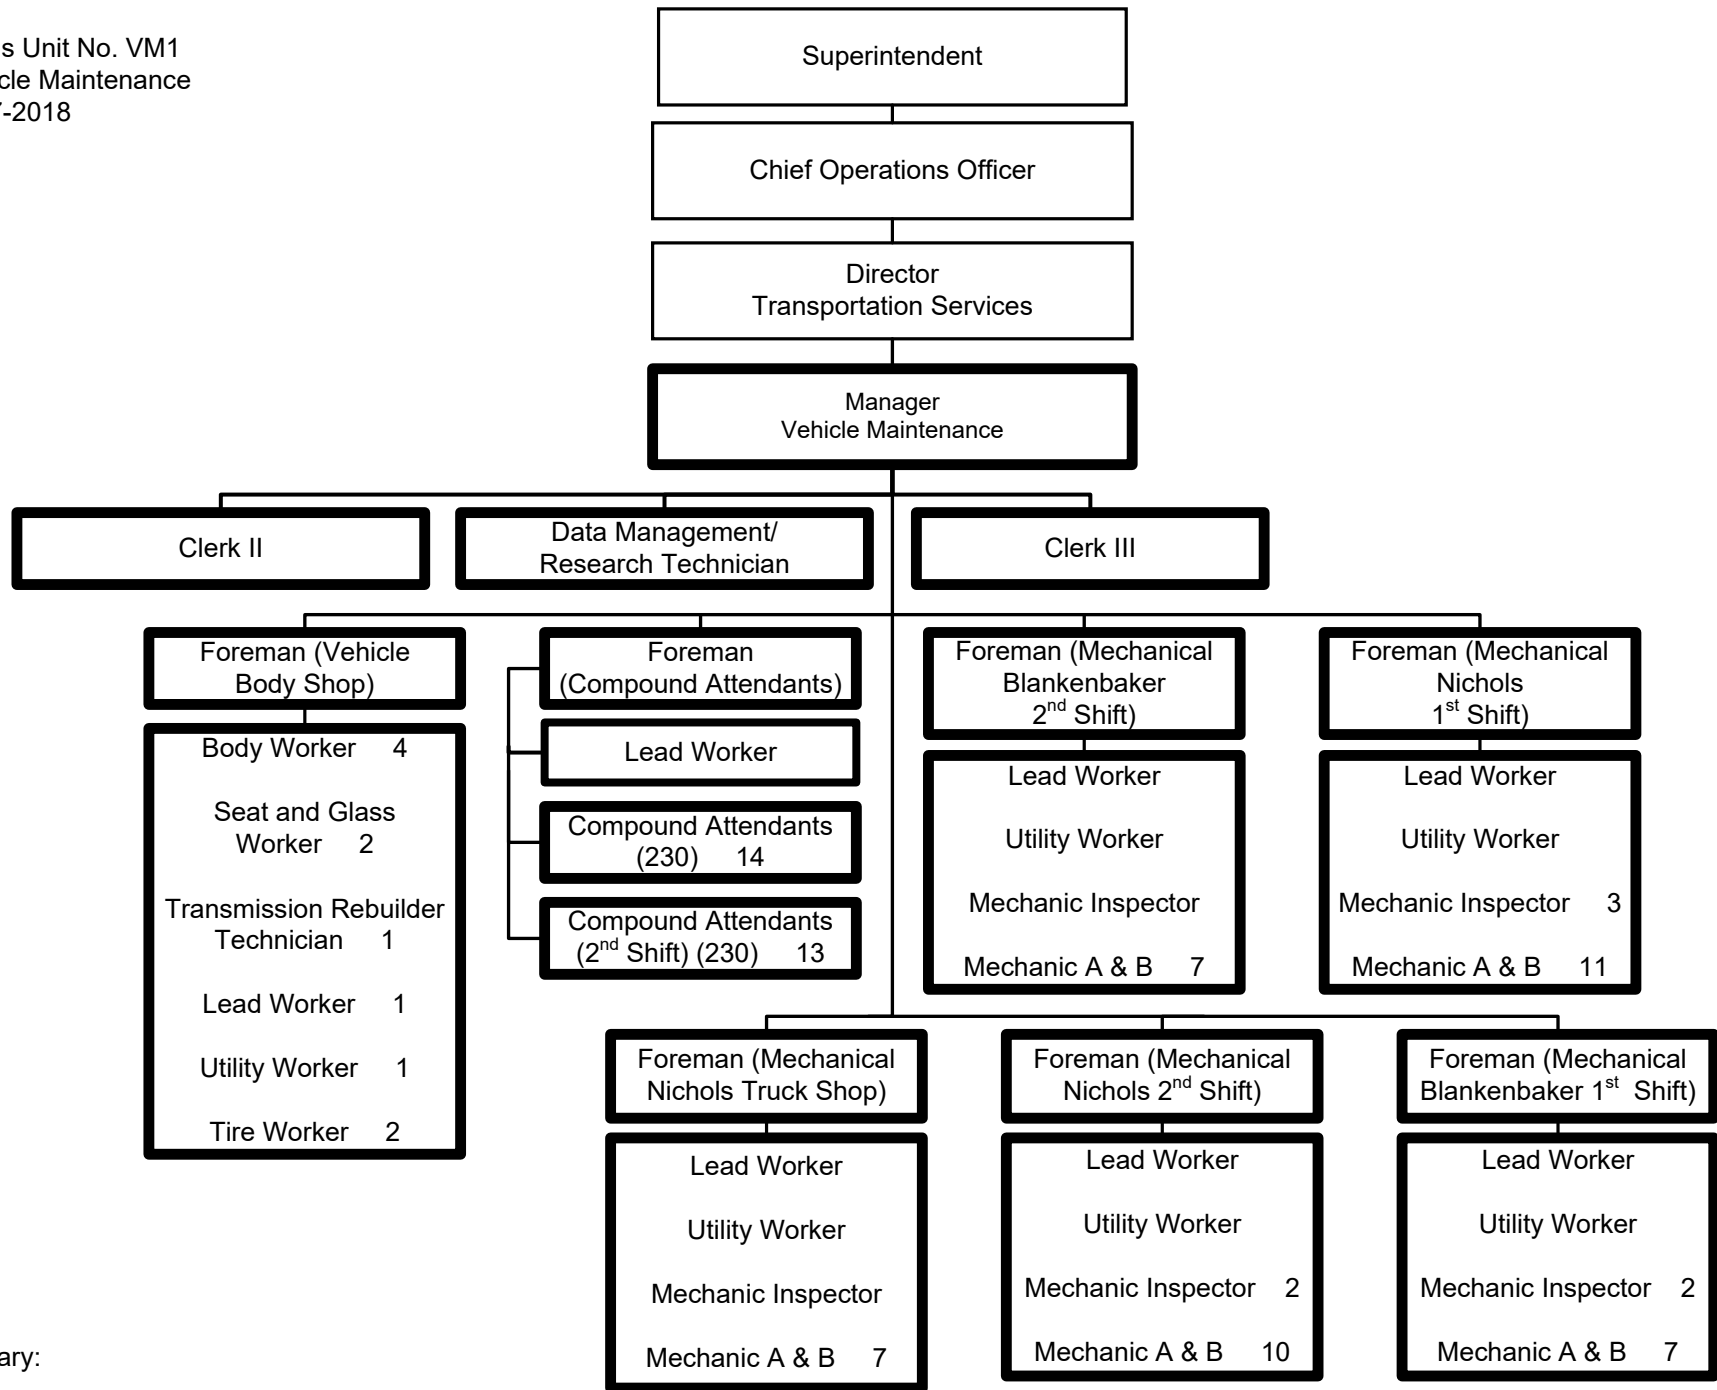 s Unit No. VM1
cle Maintenance
7-2018
Superintendent
Chief Operations Officer
Director
Transportation Services
Manager
Vehicle Maintenance
Clerk II
Data Management/
Research Technician
Clerk III
Foreman (Vehicle
Body Shop)
Body Worker 4
Seat and Glass
Worker 2
Transmission Rebuilder
Technician 1
Lead Worker 1
Utility Worker 1
Tire Worker 2
Foreman
(Compound Attendants)
Lead Worker
Compound Attendants
(230) 14
Compound Attendants
(2nd Shift) (230) 13
Foreman (Mechanical
Blankenbaker
2nd Shift)
Lead Worker
Utility Worker
Mechanic Inspector
Mechanic A & B 7
Foreman (Mechanical
Nichols
1st Shift)
Lead Worker
Utility Worker
Mechanic Inspector 3
Mechanic A & B 11
Foreman (Mechanical
Nichols Truck Shop)
Lead Worker
Utility Worker
Mechanic Inspector
Mechanic A & B 7
Foreman (Mechanical
Nichols 2nd Shift)
Lead Worker
Utility Worker
Mechanic Inspector 2
Mechanic A & B 10
Foreman (Mechanical
Blankenbaker 1st Shift)
Lead Worker
Utility Worker
Mechanic Inspector 2
Mechanic A & B 7
ary: